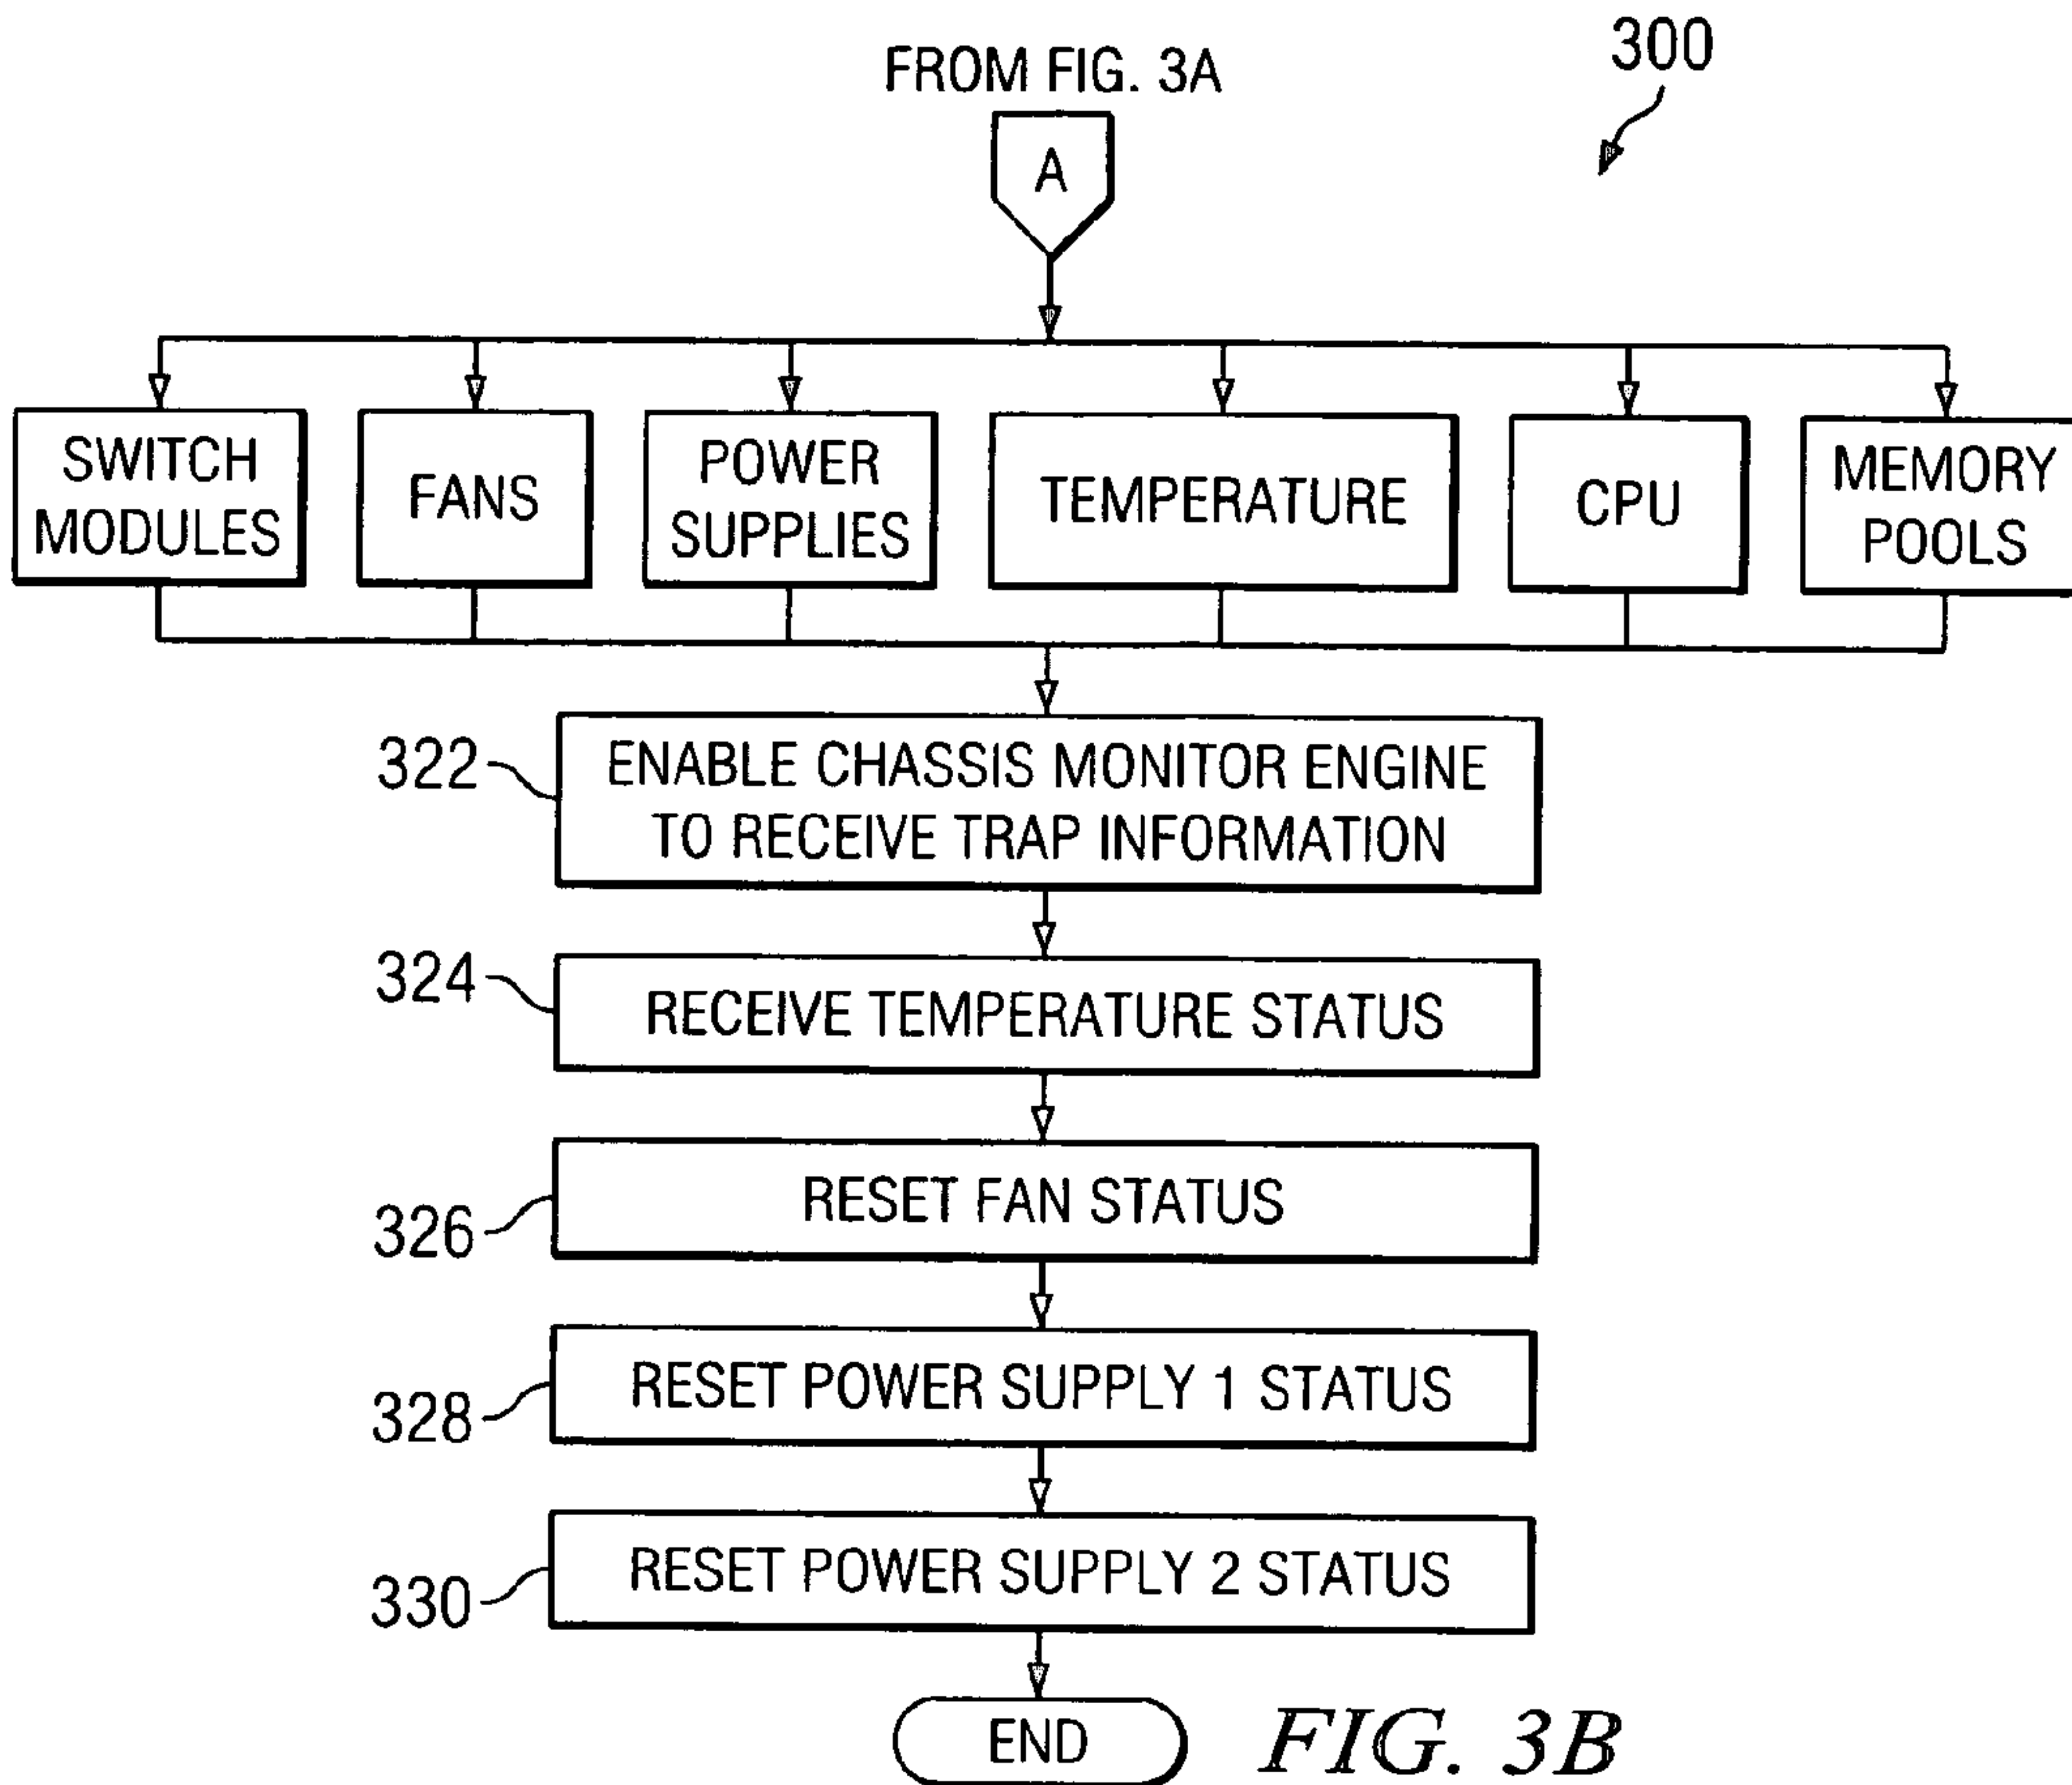 FROM FIG. 3A
300
A
SWITCH
MODULES
FANS
POWER
SUPPLIES
TEMPERATURE
CPU
MEMORY
POOLS
322
ENABLE CHASSIS MONITOR ENGINE
TO RECEIVE TRAP INFORMATION
324
RECEIVE TEMPERATURE STATUS
326
RESET FAN STATUS
328
RESET POWER SUPPLY 1 STATUS
330
RESET POWER SUPPLY 2 STATUS
END
FIG. 3B